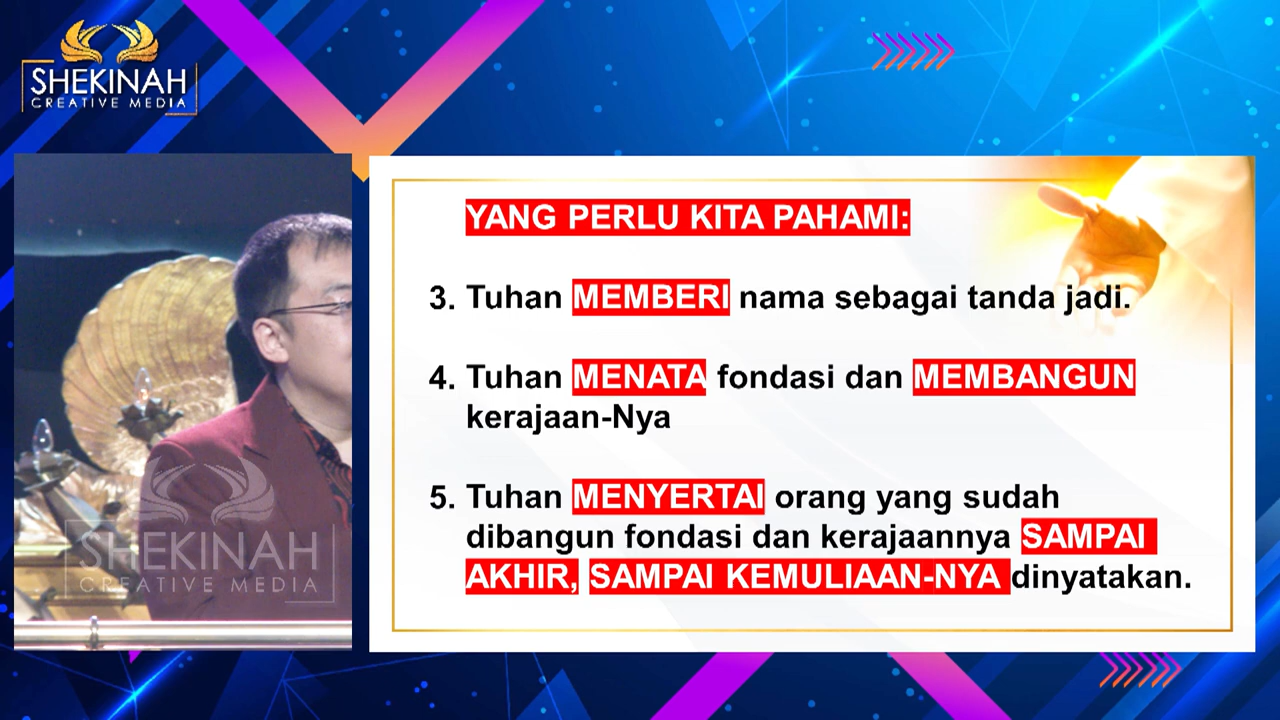 SHEKINAH
CREATIVE MEDIA
YANG PERLU KITA PAHAMI:
3. Tuhan MEMBERI nama sebagai tanda jadi.
4. Tuhan MENATA fondasi dan MEMBANGUN
kerajaan-Nya
5. Tuhan MENYERTAI orang yang sudah
dibangun fondasi dan kerajaannya SAMPAI
AKHIR, SAMPAI KEMULIAAN-NYA dinyatakan.
SHEKINAH
CREATIVE MEDIA